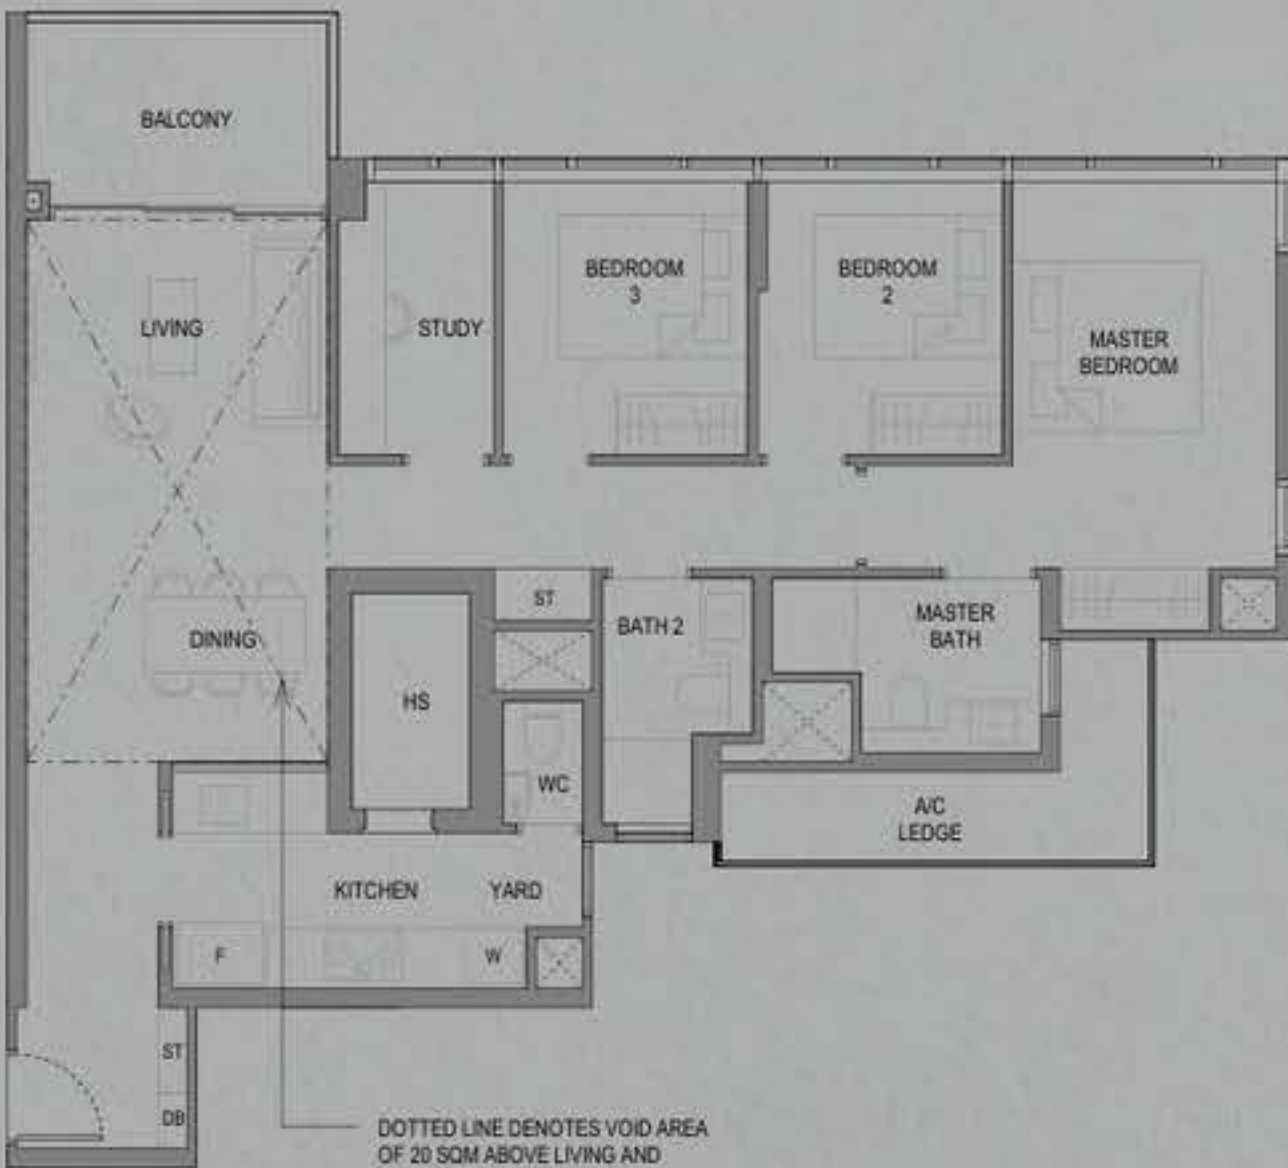 BALCONY
LIVING
STUDY
BEDROOM
3
BEDROOM
2
MASTER
BEDROOM
DINING
HS
ST
BATH 2
MASTER
BATH
WC
A/C
LEDGE
KITCHEN
YARD
F
W
ST
DB
DOTTED LINE DENOTES VOID AREA
OF 20 SQM ABOVE LIVING AND